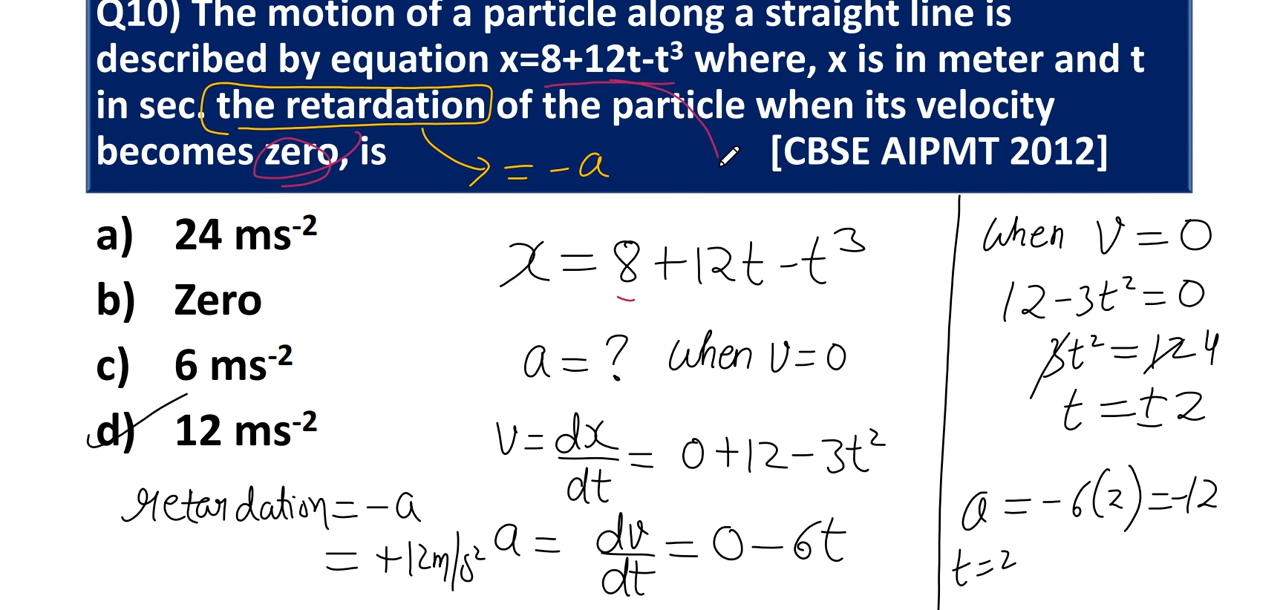 Q10) The motion of a particle along a straight line is
described by equation x=8+12t-t³ where, x is in meter and t
in sec. the retardation of the particle when its velocity
becomes zero, is [CBSE AIPMT 2012]
= -a
a) 24 ms⁻²
b) Zero
c) 6 ms⁻²
d) 12 ms⁻²
retardation = -a
= +12m/s²
x = 8 + 12t - t³
a = ? when v = 0
v = dx/dt = 0 + 12 - 3t²
a = dv/dt = 0 - 6t
when v = 0
12 - 3t² = 0
3t² = 12 4
t = ±2
a = -6(2) = -12
t = 2